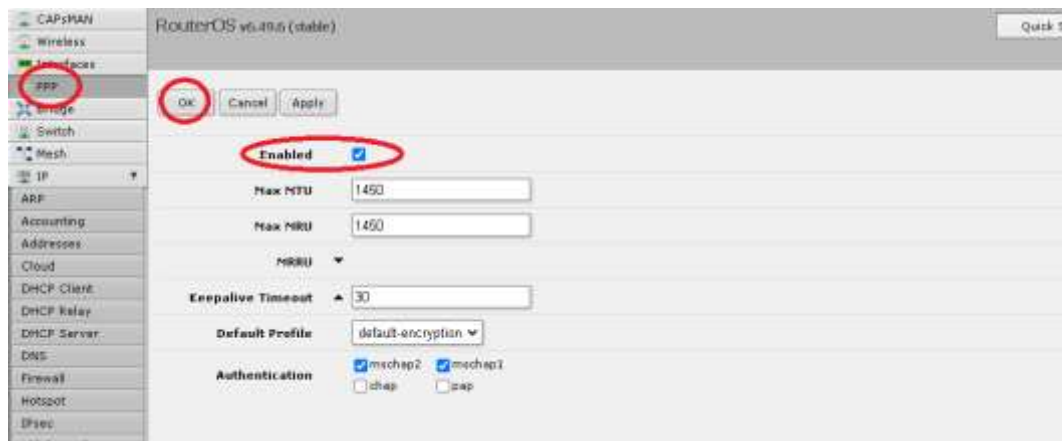 CAPsMAN
RouterOS v6.49.6 (stable)
Quick S
Wireless
Interfaces
PPP
OK
Cancel
Apply
Bridge
Switch
Mesh
Enabled
IP
Max MTU
1450
ARP
Accounting
Max MRU
1450
Addresses
Cloud
MRRU
DHCP Client
Keepalive Timeout
30
DHCP Relay
DHCP Server
Default Profile
default-encryption
DNS
Firewall
Authentication
mschap2
mschap1
chap
pap
Hotspot
IPsec